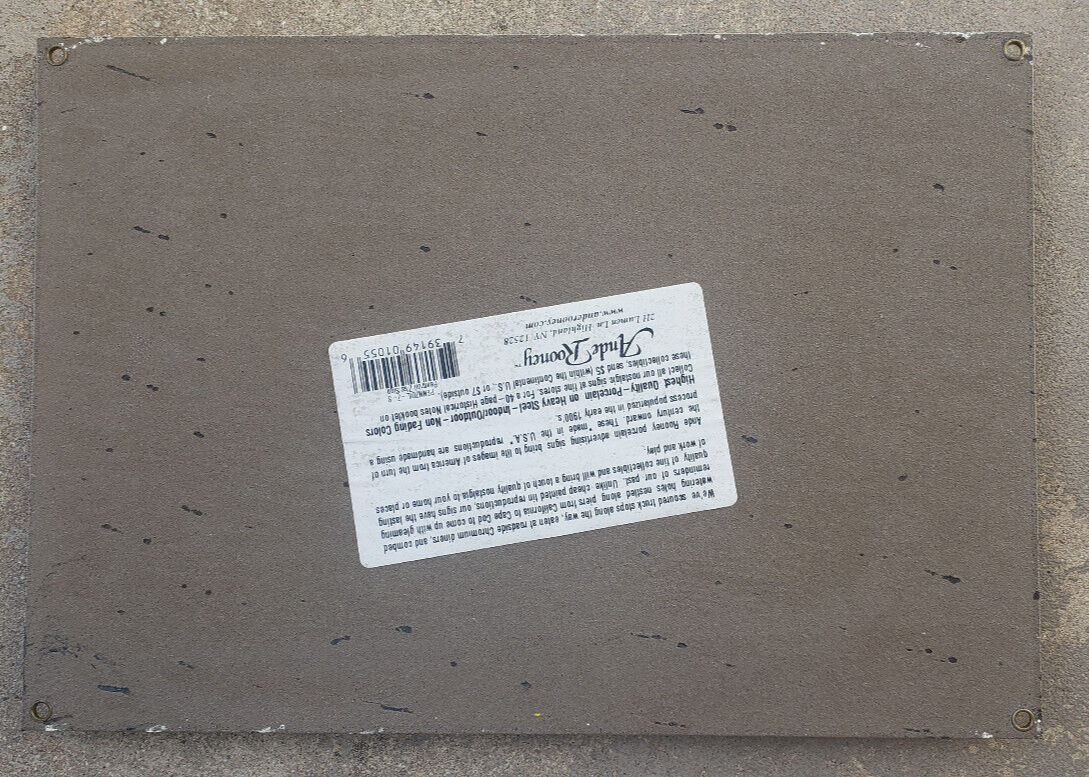 We've scoured truck stops along the way, eaten at roadside Chromium diners, and combed
watering holes nestled along piers from California to Cape Cod to come up with gleaming
reminders of our past. Unlike cheap painted tin reproductions, our signs have the lasting
quality of fine collectibles and will bring a touch of quality nostalgia to your home or places
of work and play.
Ande Rooney porcelain advertising signs bring to life images of America from the turn of
the century onward. These "made in the U.S.A." reproductions are handmade using a
process popularized in the early 1900's.
Highest Quality – Porcelain on Heavy Steel – Indoor/Outdoor – Non Fading Colors
Collect all our nostalgic signs at fine stores. For a 40 – page Historical Notes booklet on
these collectibles, send $5 (within the Continental U.S., or $7 outside)
Ande Rooney™
211 Lumen Ln. Highland, NY 12528
www.anderooney.com
7 39149 01055 6